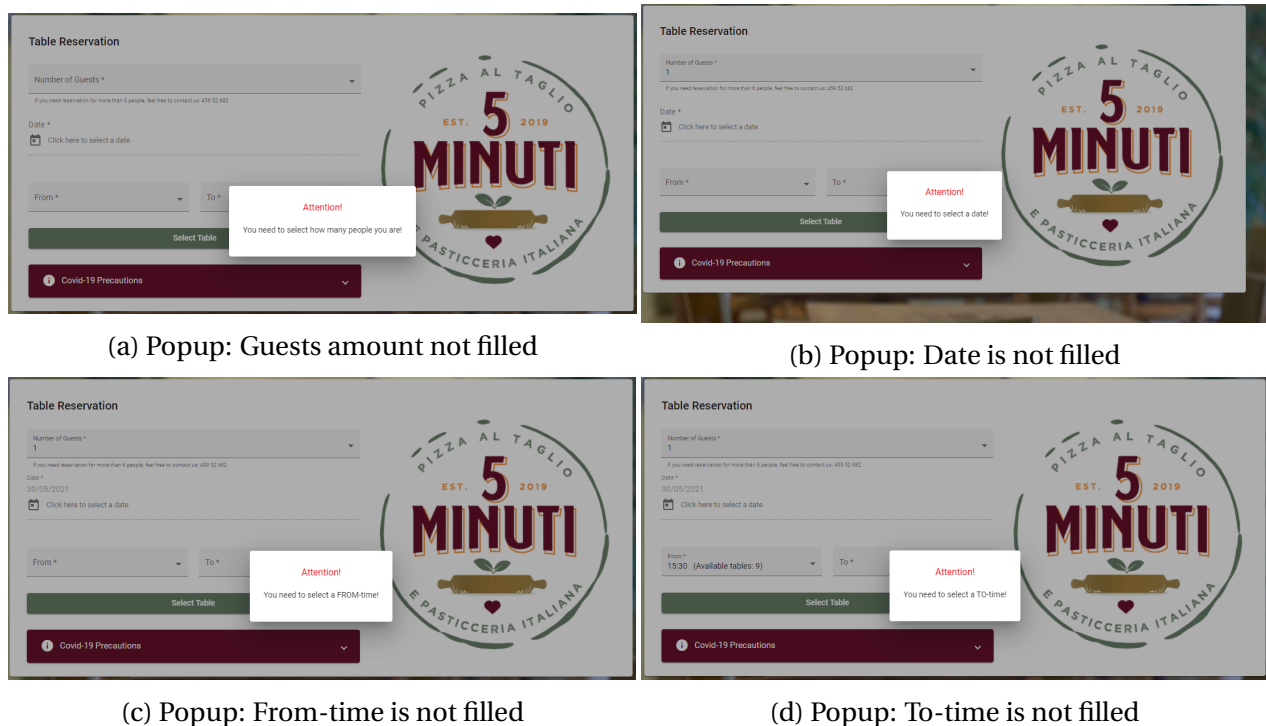 Table Reservation
Number of Guests *
If you need reservation for more than 6 people, feel free to contact us: 459 52 682
Date *
Click here to select a date.
From *
To *
Select Table
Covid-19 Precautions
Attention!
You need to select how many people you are!
PIZZA AL TAGLIO
EST. 5 2019
MINUTI
E PASTICCERIA ITALIANA
(a) Popup: Guests amount not filled
Table Reservation
Number of Guests *
1
If you need reservation for more than 6 people, feel free to contact us: 459 52 682
Date *
Click here to select a date.
From *
To *
Select Table
Covid-19 Precautions
Attention!
You need to select a date!
PIZZA AL TAGLIO
EST. 5 2019
MINUTI
E PASTICCERIA ITALIANA
(b) Popup: Date is not filled
Table Reservation
Number of Guests *
1
If you need reservation for more than 6 people, feel free to contact us: 459 52 682
Date *
30/05/2021
Click here to select a date.
From *
To *
Select Table
Covid-19 Precautions
Attention!
You need to select a FROM-time!
PIZZA AL TAGLIO
EST. 5 2019
MINUTI
E PASTICCERIA ITALIANA
(c) Popup: From-time is not filled
Table Reservation
Number of Guests *
1
If you need reservation for more than 6 people, feel free to contact us: 459 52 682
Date *
30/05/2021
Click here to select a date.
From *
15:30 (Available tables: 9)
To *
Select Table
Covid-19 Precautions
Attention!
You need to select a TO-time!
PIZZA AL TAGLIO
EST. 5 2019
MINUTI
E PASTICCERIA ITALIANA
(d) Popup: To-time is not filled